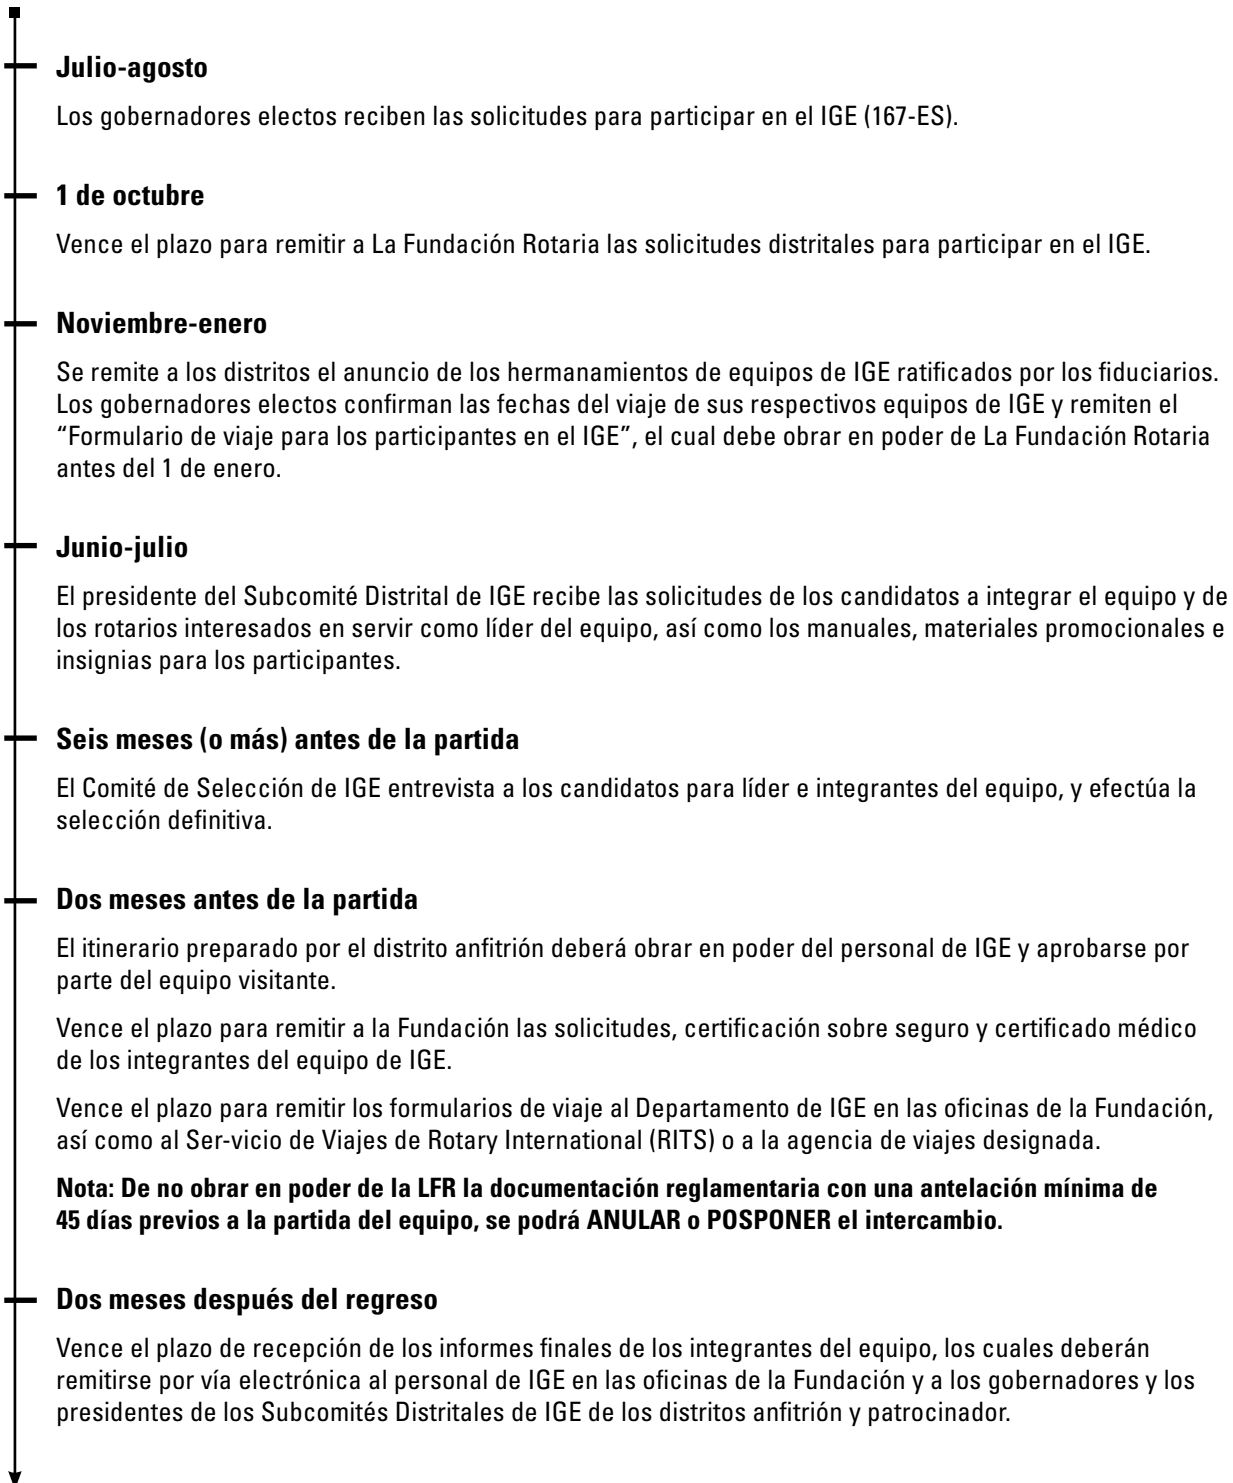 Julio-agosto
Los gobernadores electos reciben las solicitudes para participar en el IGE (167-ES).
1 de octubre
Vence el plazo para remitir a La Fundación Rotaria las solicitudes distritales para participar en el IGE.
Noviembre-enero
Se remite a los distritos el anuncio de los hermanamientos de equipos de IGE ratificados por los fiduciarios.
Los gobernadores electos confirman las fechas del viaje de sus respectivos equipos de IGE y remiten el
“Formulario de viaje para los participantes en el IGE”, el cual debe obrar en poder de La Fundación Rotaria
antes del 1 de enero.
Junio-julio
El presidente del Subcomité Distrital de IGE recibe las solicitudes de los candidatos a integrar el equipo y de
los rotarios interesados en servir como líder del equipo, así como los manuales, materiales promocionales e
insignias para los participantes.
Seis meses (o más) antes de la partida
El Comité de Selección de IGE entrevista a los candidatos para líder e integrantes del equipo, y efectúa la
selección definitiva.
Dos meses antes de la partida
El itinerario preparado por el distrito anfitrión deberá obrar en poder del personal de IGE y aprobarse por
parte del equipo visitante.
Vence el plazo para remitir a la Fundación las solicitudes, certificación sobre seguro y certificado médico
de los integrantes del equipo de IGE.
Vence el plazo para remitir los formularios de viaje al Departamento de IGE en las oficinas de la Fundación,
así como al Ser-vicio de Viajes de Rotary International (RITS) o a la agencia de viajes designada.
Nota: De no obrar en poder de la LFR la documentación reglamentaria con una antelación mínima de
45 días previos a la partida del equipo, se podrá ANULAR o POSPONER el intercambio.
Dos meses después del regreso
Vence el plazo de recepción de los informes finales de los integrantes del equipo, los cuales deberán
remitirse por vía electrónica al personal de IGE en las oficinas de la Fundación y a los gobernadores y los
presidentes de los Subcomités Distritales de IGE de los distritos anfitrión y patrocinador.